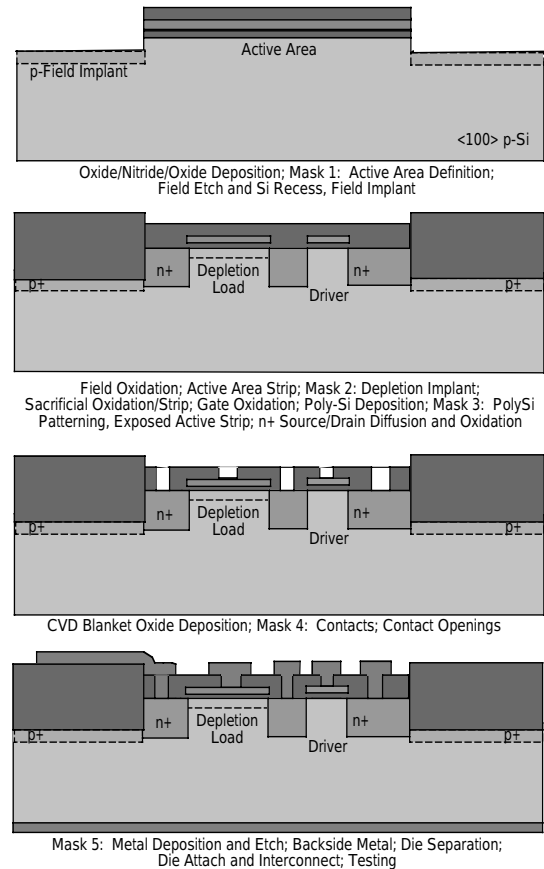 Active Area
p-Field Implant
<100> p-Si
Oxide/Nitride/Oxide Deposition; Mask 1: Active Area Definition;
Field Etch and Si Recess, Field Implant
n+ Depletion Load n+
Driver
p+ p+
Field Oxidation; Active Area Strip; Mask 2: Depletion Implant;
Sacrificial Oxidation/Strip; Gate Oxidation; Poly-Si Deposition; Mask 3: PolySi
Patterning, Exposed Active Strip; n+ Source/Drain Diffusion and Oxidation
n+ Depletion Load n+
Driver
p+ p+
CVD Blanket Oxide Deposition; Mask 4: Contacts; Contact Openings
n+ Depletion Load n+
Driver
p+ p+
Mask 5: Metal Deposition and Etch; Backside Metal; Die Separation;
Die Attach and Interconnect; Testing